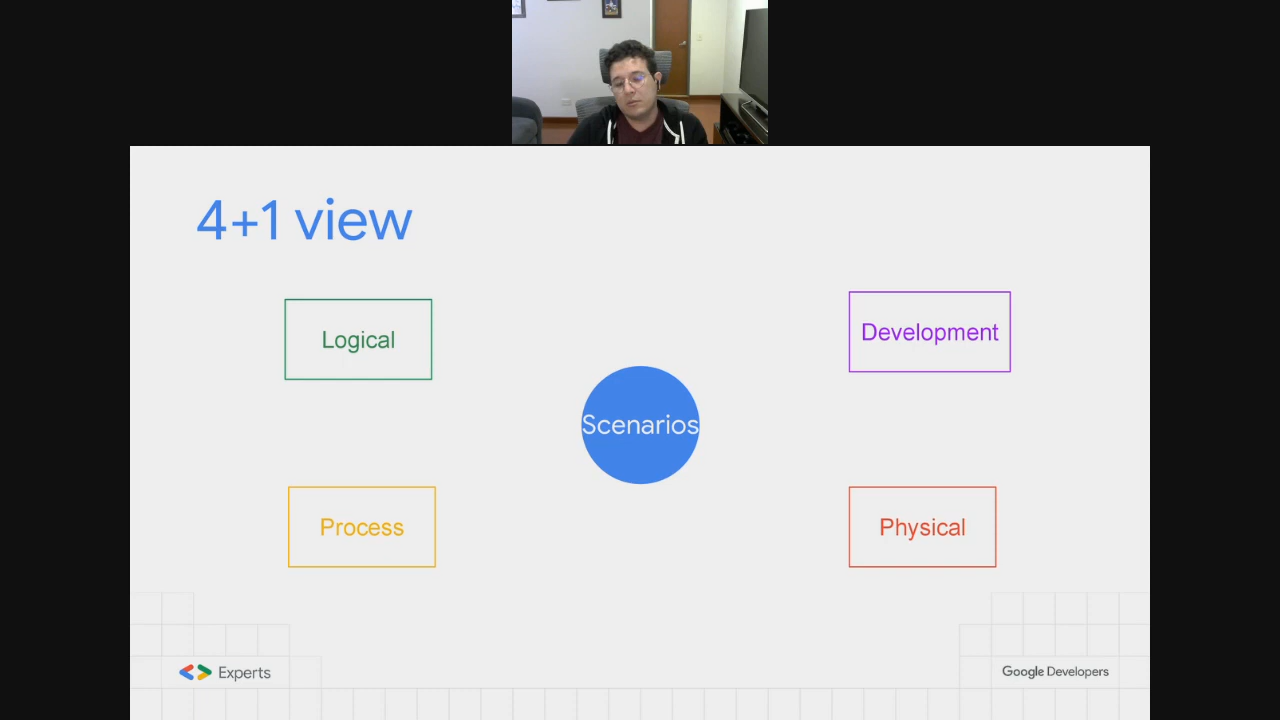 4+1 view
Logical
Development
Scenarios
Process
Physical
Experts
Google Developers